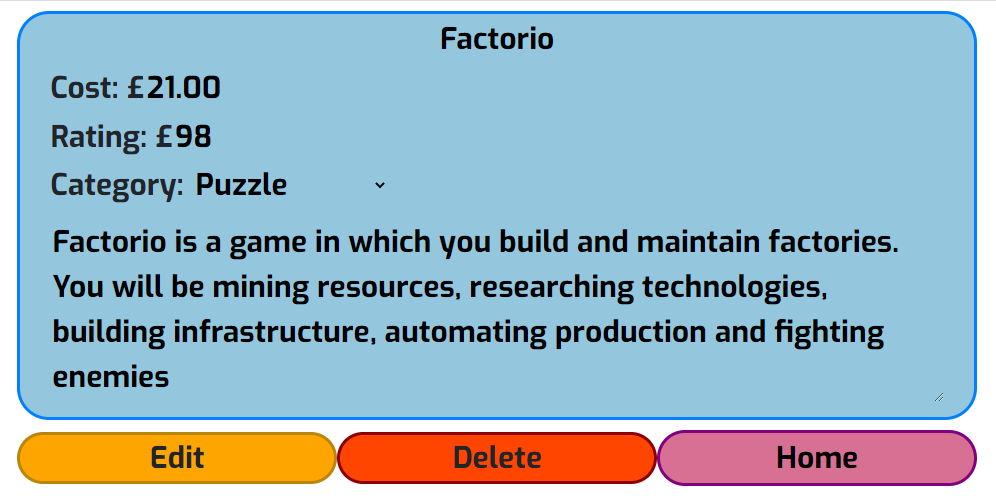 Factorio
Cost: £21.00
Rating: £98
Category: Puzzle
Factorio is a game in which you build and maintain factories.
You will be mining resources, researching technologies,
building infrastructure, automating production and fighting
enemies
Edit Delete Home